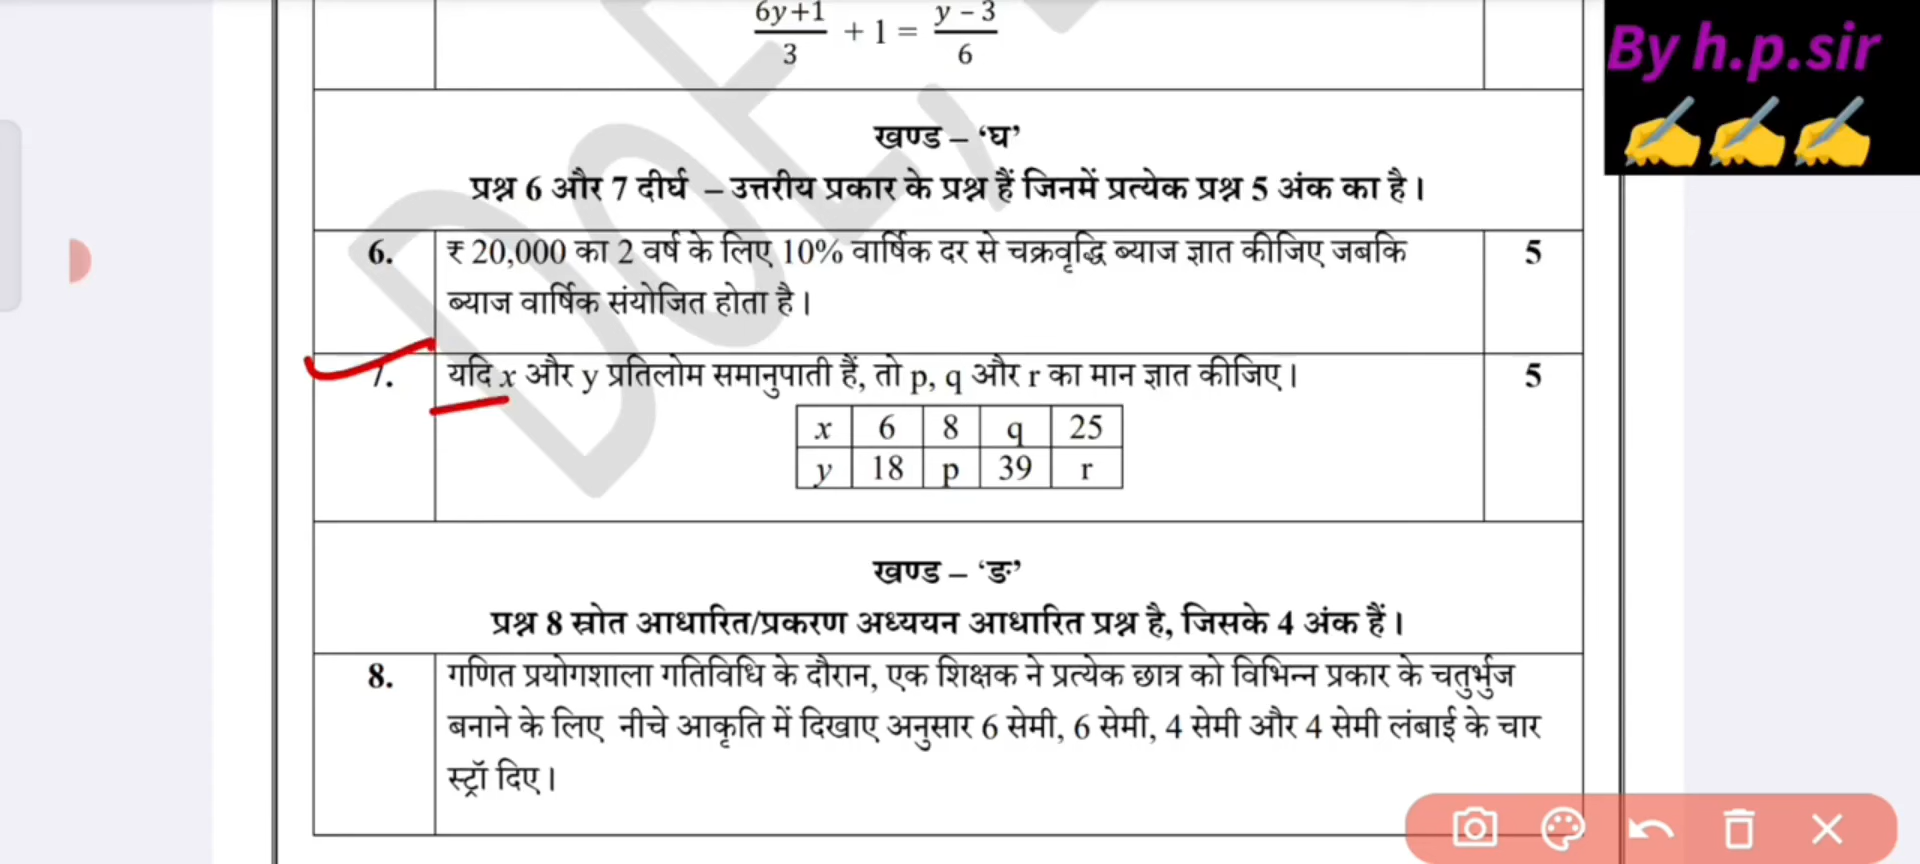 6y+1/3 + 1 = y – 3/6
By h.p.sir
खण्ड – ‘घ’
प्रश्न 6 और 7 दीर्घ – उत्तरीय प्रकार के प्रश्न हैं जिनमें प्रत्येक प्रश्न 5 अंक का है।
6. ₹ 20,000 का 2 वर्ष के लिए 10% वार्षिक दर से चक्रवृद्धि ब्याज ज्ञात कीजिए जबकि 5
ब्याज वार्षिक संयोजित होता है।
7. यदि x और y प्रतिलोम समानुपाती हैं, तो p, q और r का मान ज्ञात कीजिए। 5
x 6 8 q 25
y 18 p 39 r
खण्ड – ‘ङ’
प्रश्न 8 स्रोत आधारित/प्रकरण अध्ययन आधारित प्रश्न है, जिसके 4 अंक हैं।
8. गणित प्रयोगशाला गतिविधि के दौरान, एक शिक्षक ने प्रत्येक छात्र को विभिन्न प्रकार के चतुर्भुज
बनाने के लिए नीचे आकृति में दिखाए अनुसार 6 सेमी, 6 सेमी, 4 सेमी और 4 सेमी लंबाई के चार
स्ट्रॉ दिए।